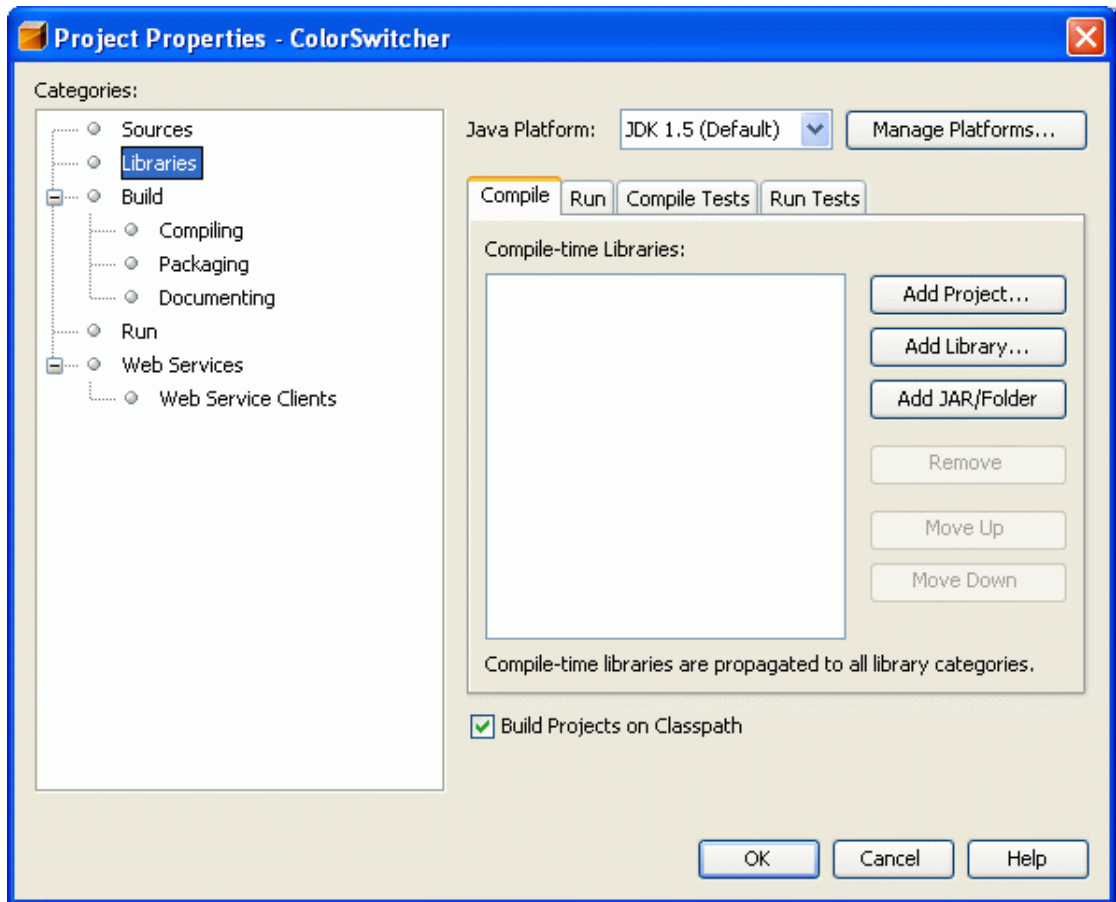 Project Properties - ColorSwitcher
Categories:
Sources
Libraries
Build
Compiling
Packaging
Documenting
Run
Web Services
Web Service Clients
Java Platform: JDK 1.5 (Default) Manage Platforms...
Compile Run Compile Tests Run Tests
Compile-time Libraries:
Add Project...
Add Library...
Add JAR/Folder
Remove
Move Up
Move Down
Compile-time libraries are propagated to all library categories.
Build Projects on Classpath
OK Cancel Help